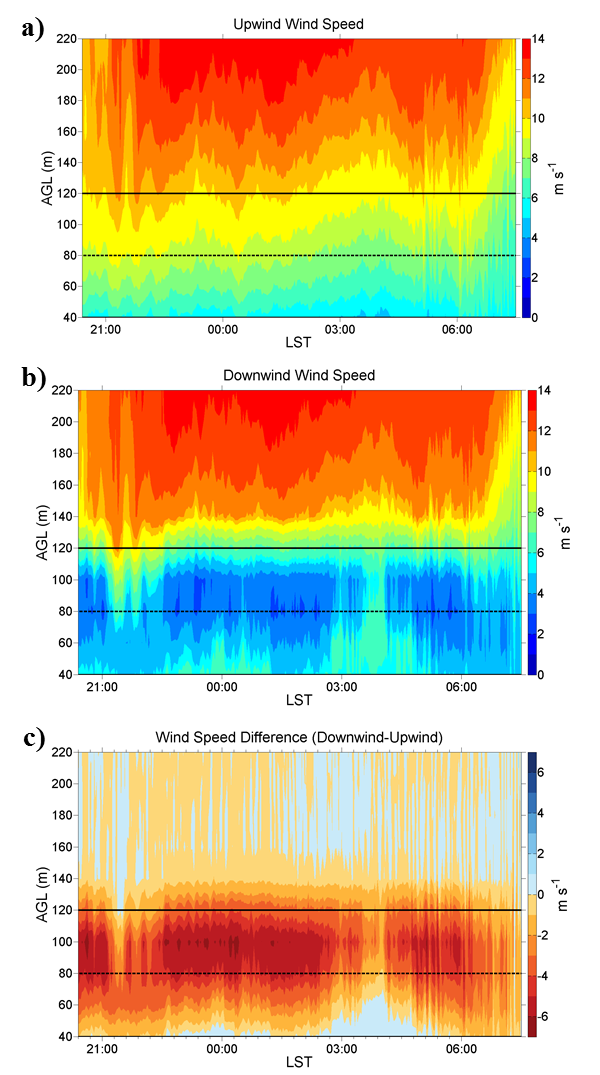 a)
Upwind Wind Speed
220
200
180
160
140
120
100
80
60
40
AGL (m)
21:00 00:00 03:00 06:00
LST
14
12
10
8
6
4
2
0
m s⁻¹
b)
Downwind Wind Speed
220
200
180
160
140
120
100
80
60
40
AGL (m)
21:00 00:00 03:00 06:00
LST
14
12
10
8
6
4
2
0
m s⁻¹
c)
Wind Speed Difference (Downwind-Upwind)
220
200
180
160
140
120
100
80
60
40
AGL (m)
21:00 00:00 03:00 06:00
LST
6
4
2
0
-2
-4
-6
m s⁻¹